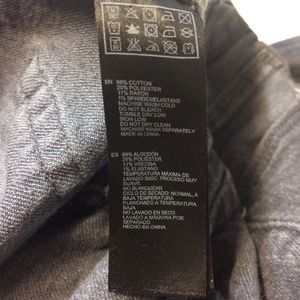 EN 68% COTTON
20% POLYESTER
11% RAYON
1% SPANDEX/ELASTANE
MACHINE WASH COLD
DO NOT BLEACH
TUMBLE DRY LOW
IRON LOW
DO NOT DRY CLEAN
MACHINE WASH SEPARATELY
MADE IN CHINA
ES 68% ALGODÓN
20% POLIESTER
11% VISCOSA
1% ELASTANO
TEMPERATURA MÁXIMA DE
LAVADO 30OC. PROCESO MUY
SUAVE.
NO BLANQUEAR
CICLO DE SECADO: NORMAL, A
BAJA TEMPERATURA
PLANCHADO A TEMPERATURA
BAJA
NO LAVADO EN SECO
LAVADO A MAQUINA POR
SEPARADO
HECHO EN CHINA